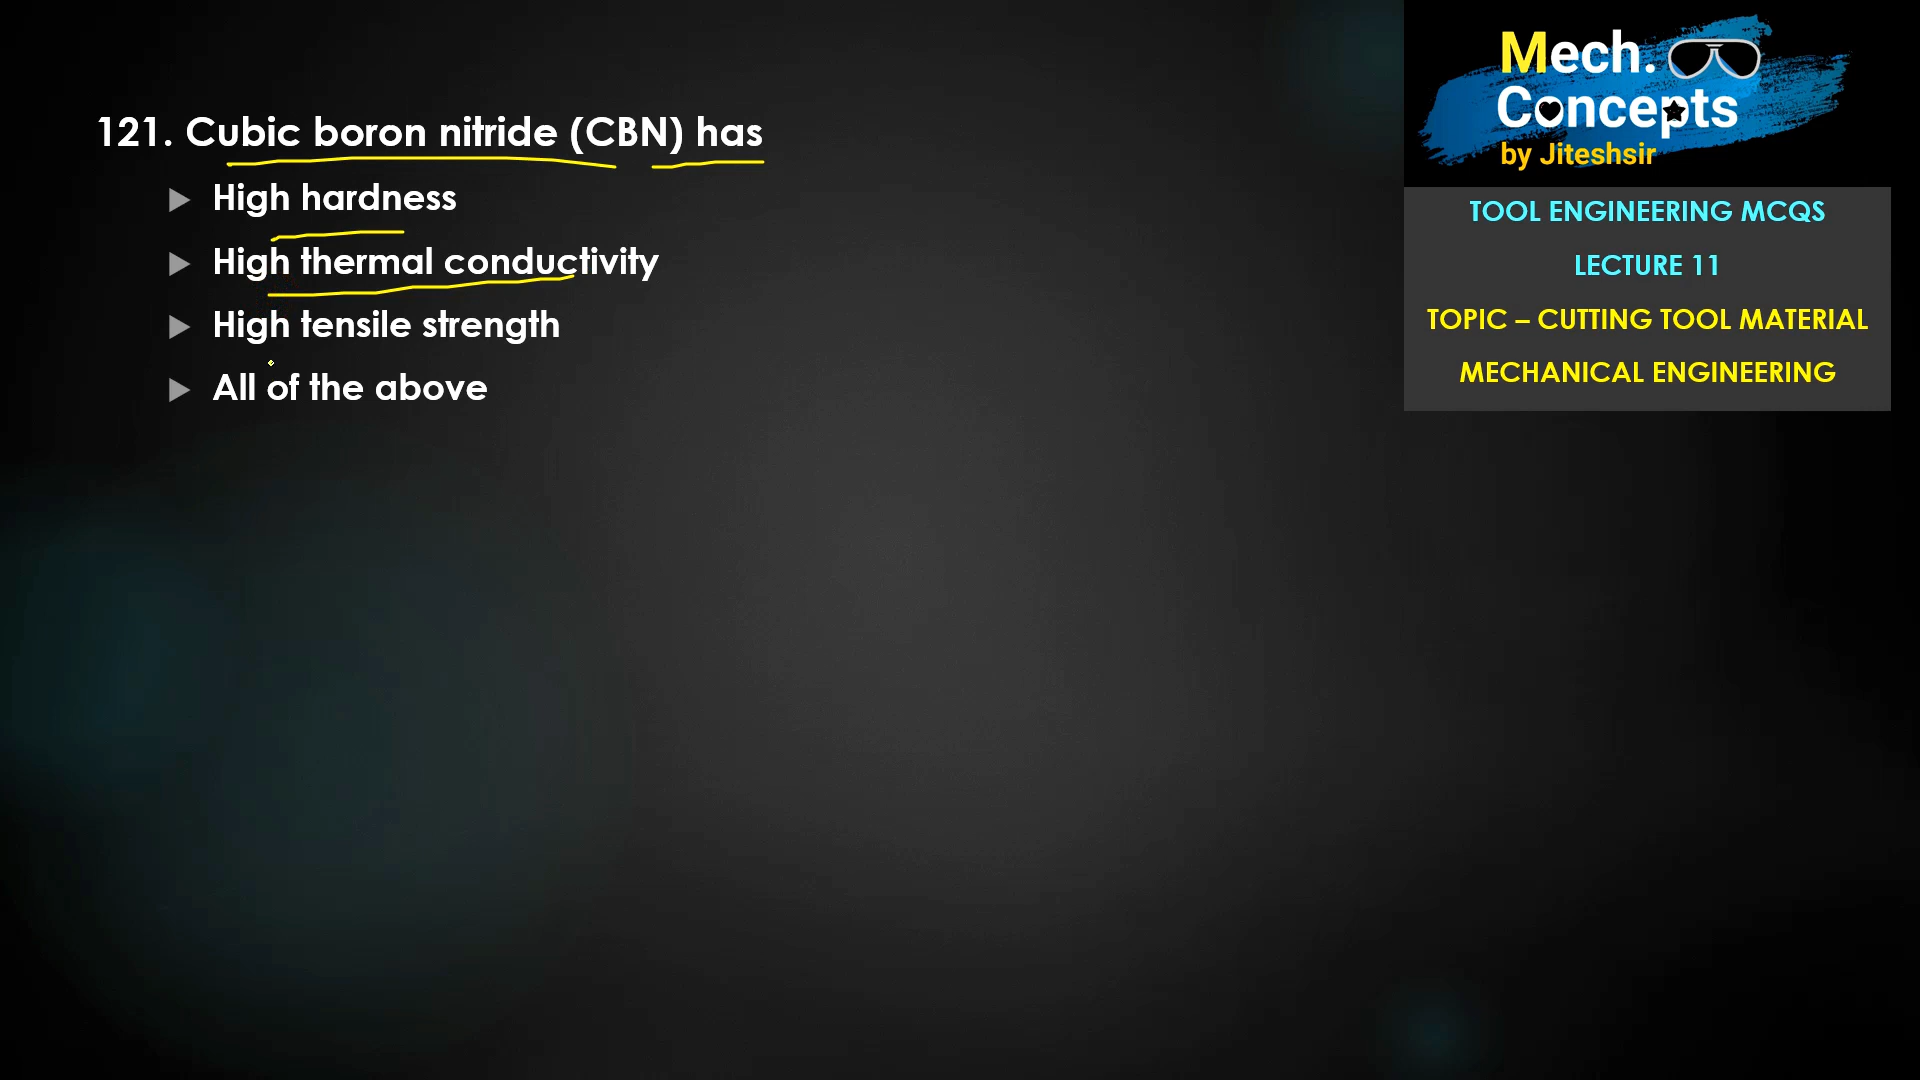 121. Cubic boron nitride (CBN) has
High hardness
High thermal conductivity
High tensile strength
All of the above
Mech.
Concepts
by Jiteshsir
TOOL ENGINEERING MCQS
LECTURE 11
TOPIC – CUTTING TOOL MATERIAL
MECHANICAL ENGINEERING